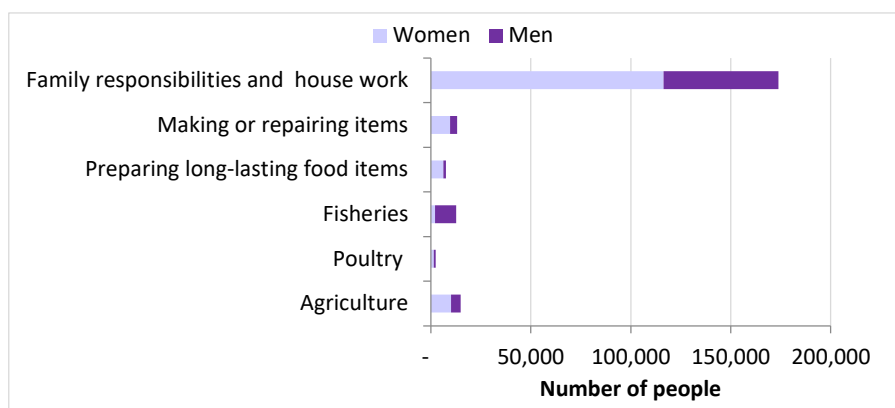 Women Men
Family responsibilities and house work
Making or repairing items
Preparing long-lasting food items
Fisheries
Poultry
Agriculture
- 50,000 100,000 150,000 200,000
Number of people